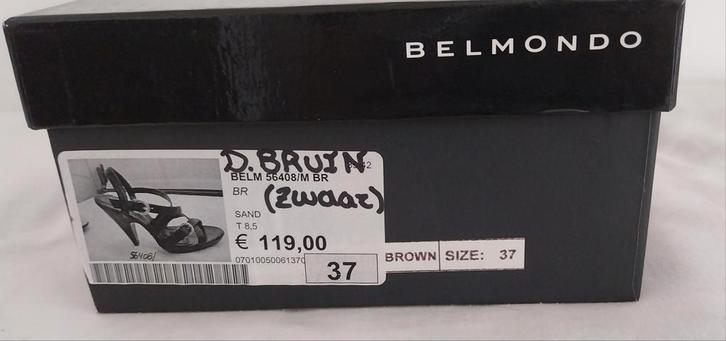 BELMONDO
D. BRUIN
BELM 56408/M BR
BR
(zwaar)
SAND
T 8,5
€ 119,00
37
BROWN SIZE: 37